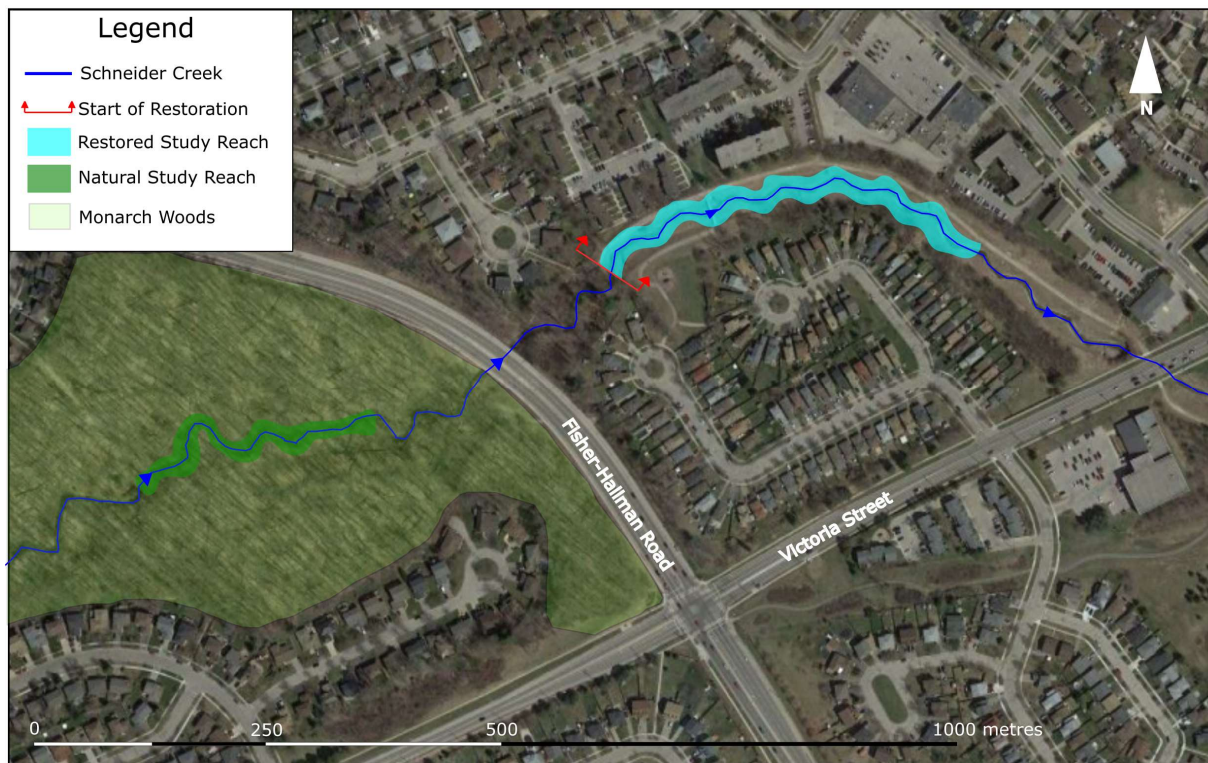 Legend
Schneider Creek
Start of Restoration
Restored Study Reach
Natural Study Reach
Monarch Woods
N
Fisher-Hallman Road
Victoria Street
0 250 500 1000 metres